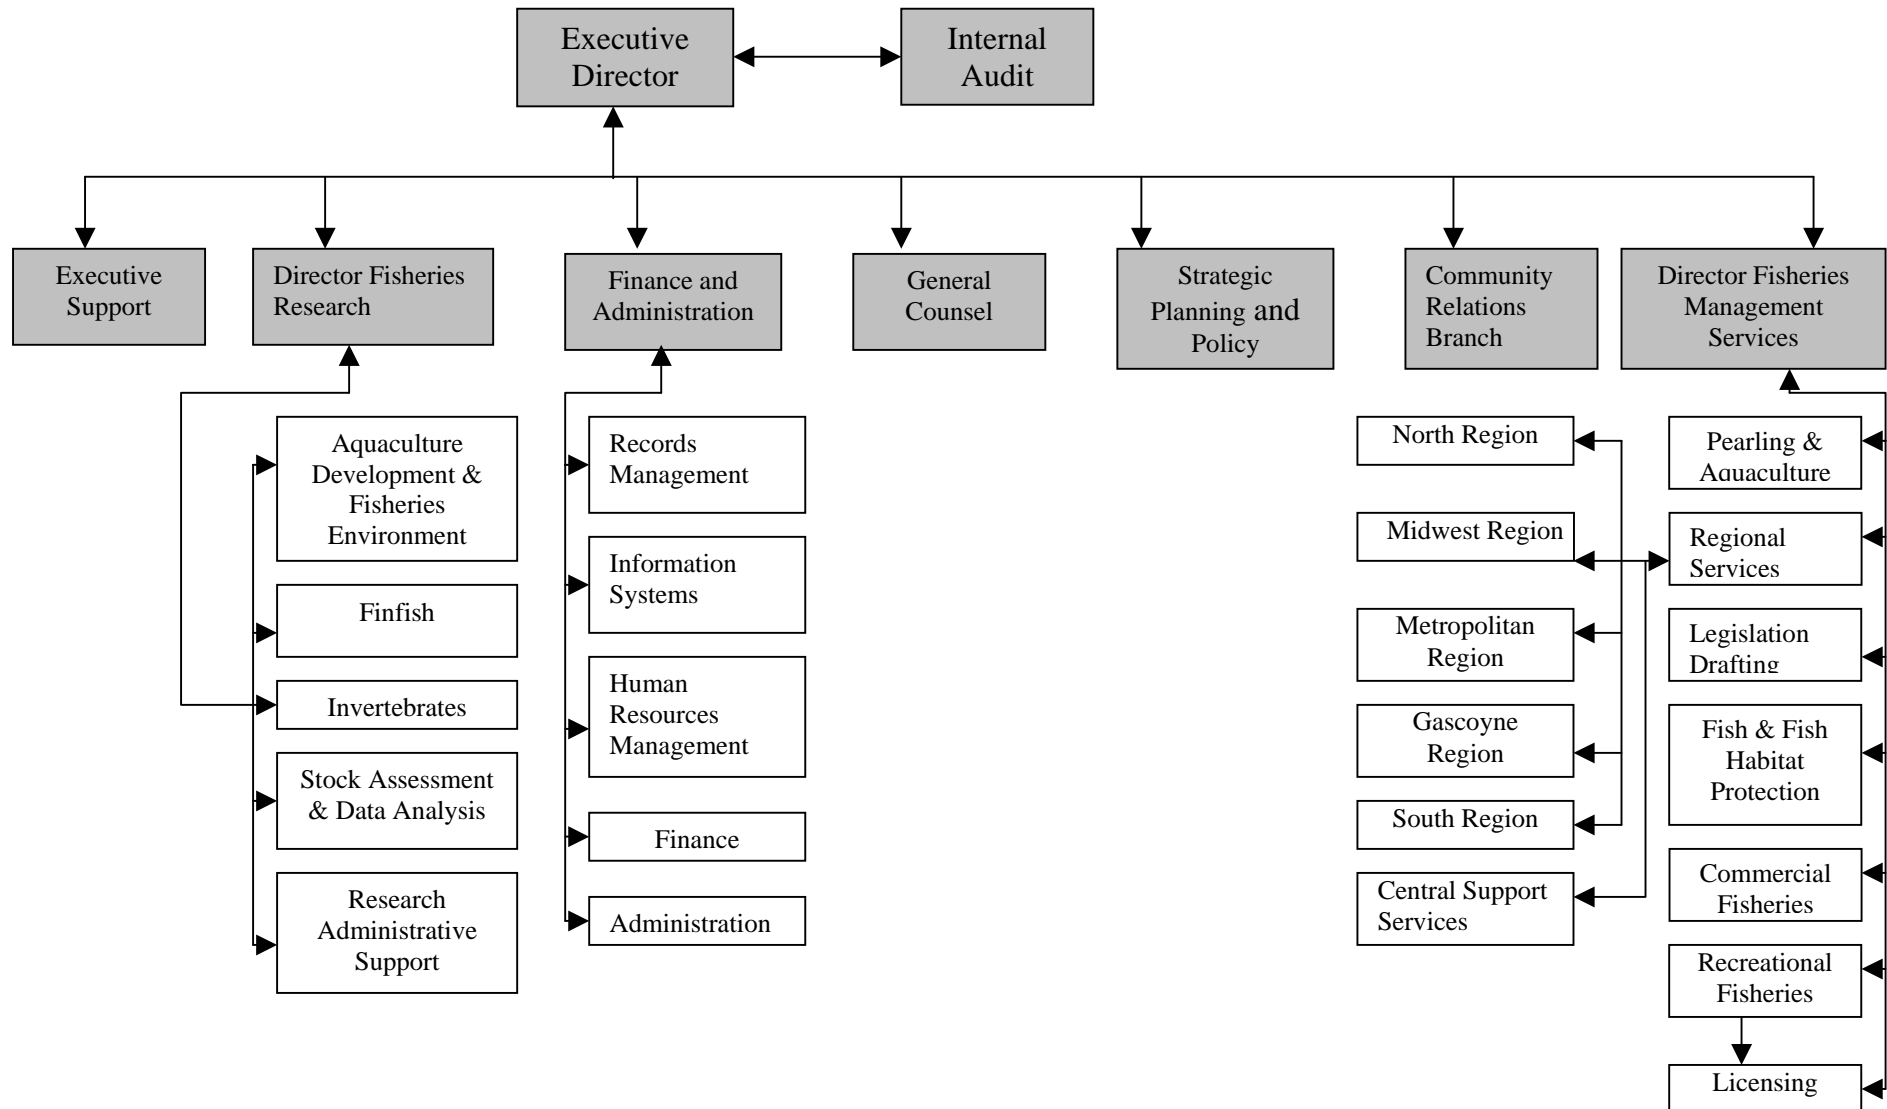 Executive
Director
Internal
Audit
Executive
Support
Director Fisheries
Research
Finance and
Administration
General
Counsel
Strategic
Planning and
Policy
Community
Relations
Branch
Director Fisheries
Management
Services
Aquaculture
Development &
Fisheries
Environment
Finfish
Invertebrates
Stock Assessment
& Data Analysis
Research
Administrative
Support
Records
Management
Information
Systems
Human
Resources
Management
Finance
Administration
North Region
Midwest Region
Metropolitan
Region
Gascoyne
Region
South Region
Central Support
Services
Pearling &
Aquaculture
Regional
Services
Legislation
Drafting
Fish & Fish
Habitat
Protection
Commercial
Fisheries
Recreational
Fisheries
Licensing